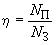 η = N_П / N_З